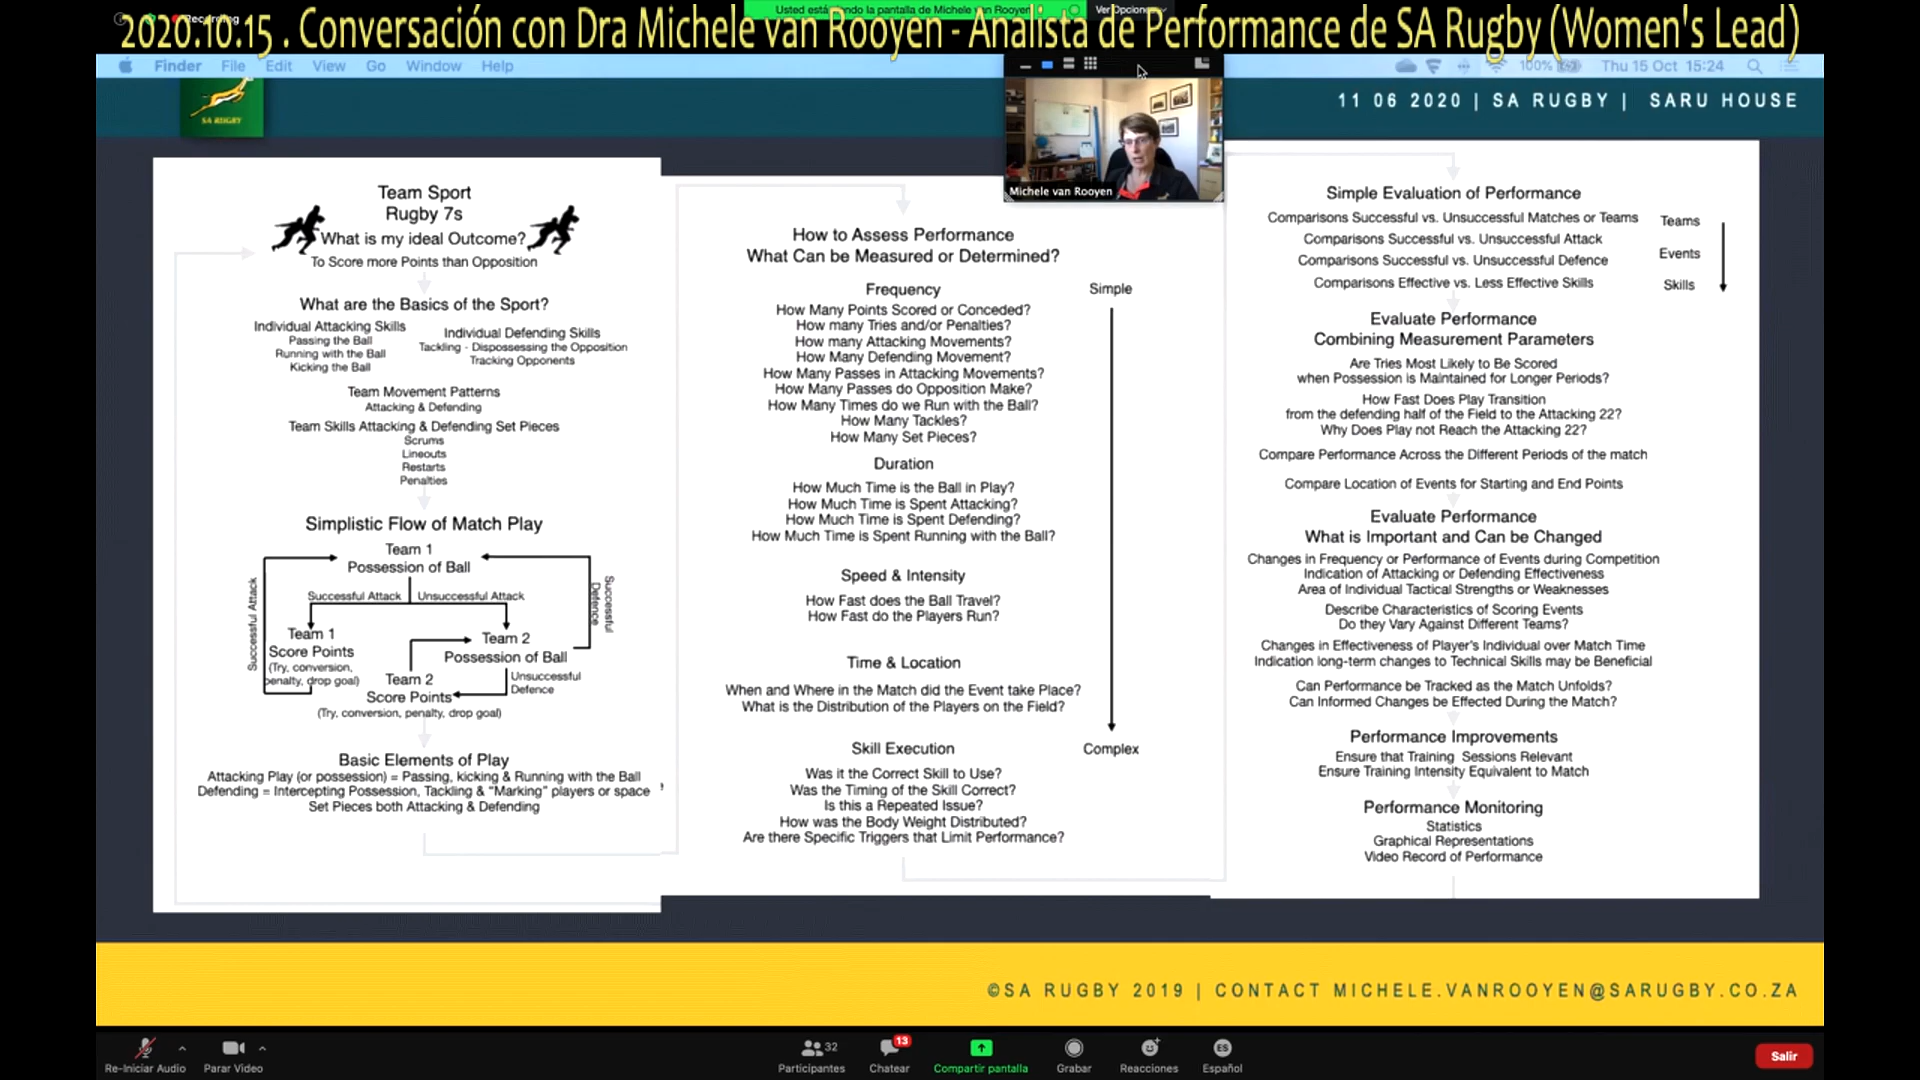 Recording
Usted está viendo la pantalla de Michele van Rooyen
Ver Opciones
2020.10.15 . Conversación con Dra Michele van Rooyen - Analista de Performance de SA Rugby (Women's Lead)
Finder File Edit View Go Window Help
100% Thu 15 Oct 15:24
SA RUGBY
11 06 2020 | SA RUGBY | SARU HOUSE
Michele van Rooyen
Team Sport
Rugby 7s
What is my ideal Outcome?
To Score more Points than Opposition
What are the Basics of the Sport?
Individual Attacking Skills
Passing the Ball
Running with the Ball
Kicking the Ball
Individual Defending Skills
Tackling - Dispossessing the Opposition
Tracking Opponents
Team Movement Patterns
Attacking & Defending
Team Skills Attacking & Defending Set Pieces
Scrums
Lineouts
Restarts
Penalties
Simplistic Flow of Match Play
Team 1
Possession of Ball
Successful Attack
Successful Attack
Unsuccessful Attack
Successful
Defence
Team 1
Score Points
(Try, conversion,
penalty, drop goal)
Team 2
Possession of Ball
Unsuccessful
Defence
Team 2
Score Points
(Try, conversion, penalty, drop goal)
Basic Elements of Play
Attacking Play (or possession) = Passing, kicking & Running with the Ball
Defending = Intercepting Possession, Tackling & "Marking" players or space
Set Pieces both Attacking & Defending
How to Assess Performance
What Can be Measured or Determined?
Simple
Frequency
How Many Points Scored or Conceded?
How many Tries and/or Penalties?
How many Attacking Movements?
How Many Defending Movement?
How Many Passes in Attacking Movements?
How Many Passes do Opposition Make?
How Many Times do we Run with the Ball?
How Many Tackles?
How Many Set Pieces?
Duration
How Much Time is the Ball in Play?
How Much Time is Spent Attacking?
How Much Time is Spent Defending?
How Much Time is Spent Running with the Ball?
Speed & Intensity
How Fast does the Ball Travel?
How Fast do the Players Run?
Time & Location
When and Where in the Match did the Event take Place?
What is the Distribution of the Players on the Field?
Skill Execution
Complex
Was it the Correct Skill to Use?
Was the Timing of the Skill Correct?
Is this a Repeated Issue?
How was the Body Weight Distributed?
Are there Specific Triggers that Limit Performance?
Simple Evaluation of Performance
Comparisons Successful vs. Unsuccessful Matches or Teams
Comparisons Successful vs. Unsuccessful Attack
Comparisons Successful vs. Unsuccessful Defence
Comparisons Effective vs. Less Effective Skills
Teams
Events
Skills
Evaluate Performance
Combining Measurement Parameters
Are Tries Most Likely to Be Scored
when Possession is Maintained for Longer Periods?
How Fast Does Play Transition
from the defending half of the Field to the Attacking 22?
Why Does Play not Reach the Attacking 22?
Compare Performance Across the Different Periods of the match
Compare Location of Events for Starting and End Points
Evaluate Performance
What is Important and Can be Changed
Changes in Frequency or Performance of Events during Competition
Indication of Attacking or Defending Effectiveness
Area of Individual Tactical Strengths or Weaknesses
Describe Characteristics of Scoring Events
Do they Vary Against Different Teams?
Changes in Effectiveness of Player's Individual over Match Time
Indication long-term changes to Technical Skills may be Beneficial
Can Performance be Tracked as the Match Unfolds?
Can Informed Changes be Effected During the Match?
Performance Improvements
Ensure that Training Sessions Relevant
Ensure Training Intensity Equivalent to Match
Performance Monitoring
Statistics
Graphical Representations
Video Record of Performance
©SA RUGBY 2019 | CONTACT MICHELE.VANROOYEN@SARUGBY.CO.ZA
Re-Iniciar Audio
Parar Video
32
Participantes
13
Chatear
Compartir pantalla
Grabar
Reacciones
ES
Español
Salir